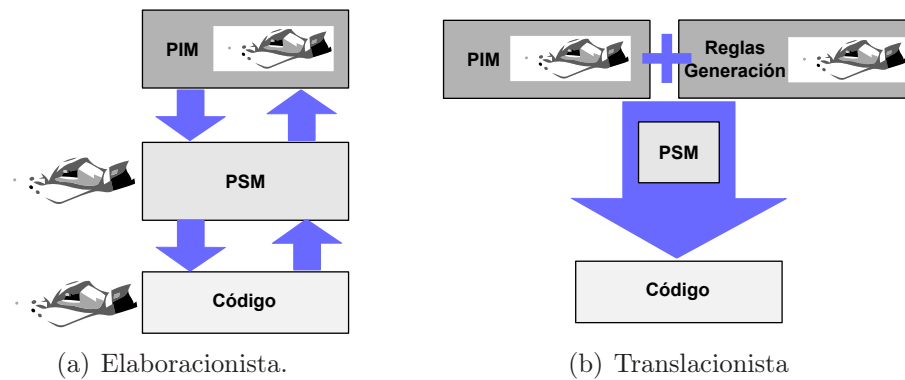 PIM
PSM
Código
(a) Elaboracionista.
PIM
Reglas
Generación
PSM
Código
(b) Translacionista